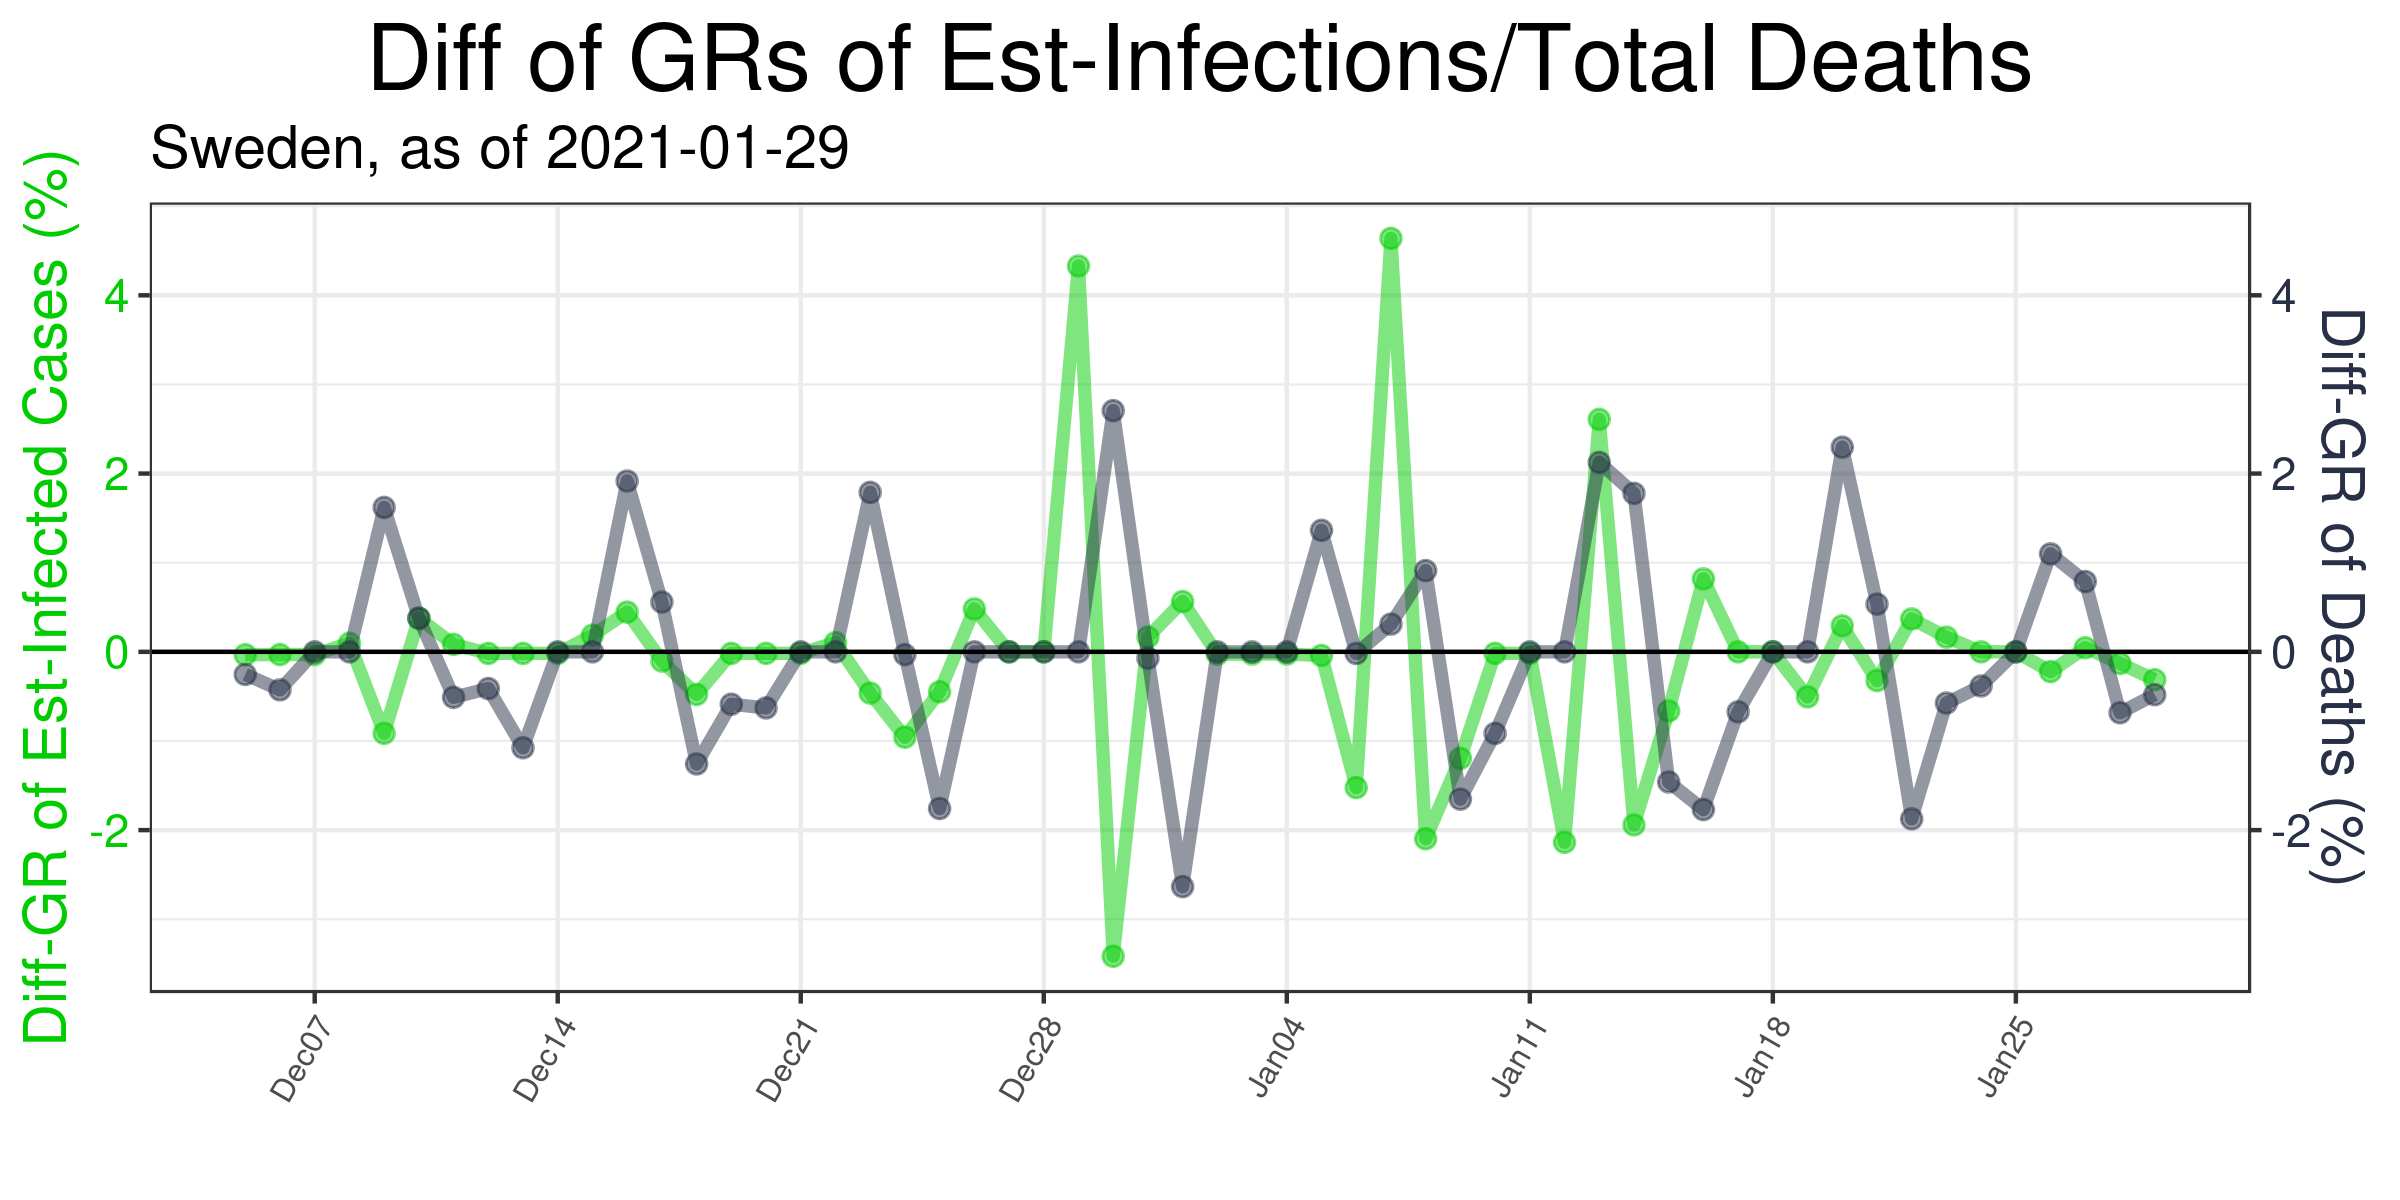 Diff of GRs of Est-Infections/Total Deaths
Sweden, as of 2021-01-29
Diff-GR of Est-Infected Cases (%)
4
2
0
-2
4
2
0
-2
Diff-GR of Deaths (%)
Dec07
Dec14
Dec21
Dec28
Jan04
Jan11
Jan18
Jan25